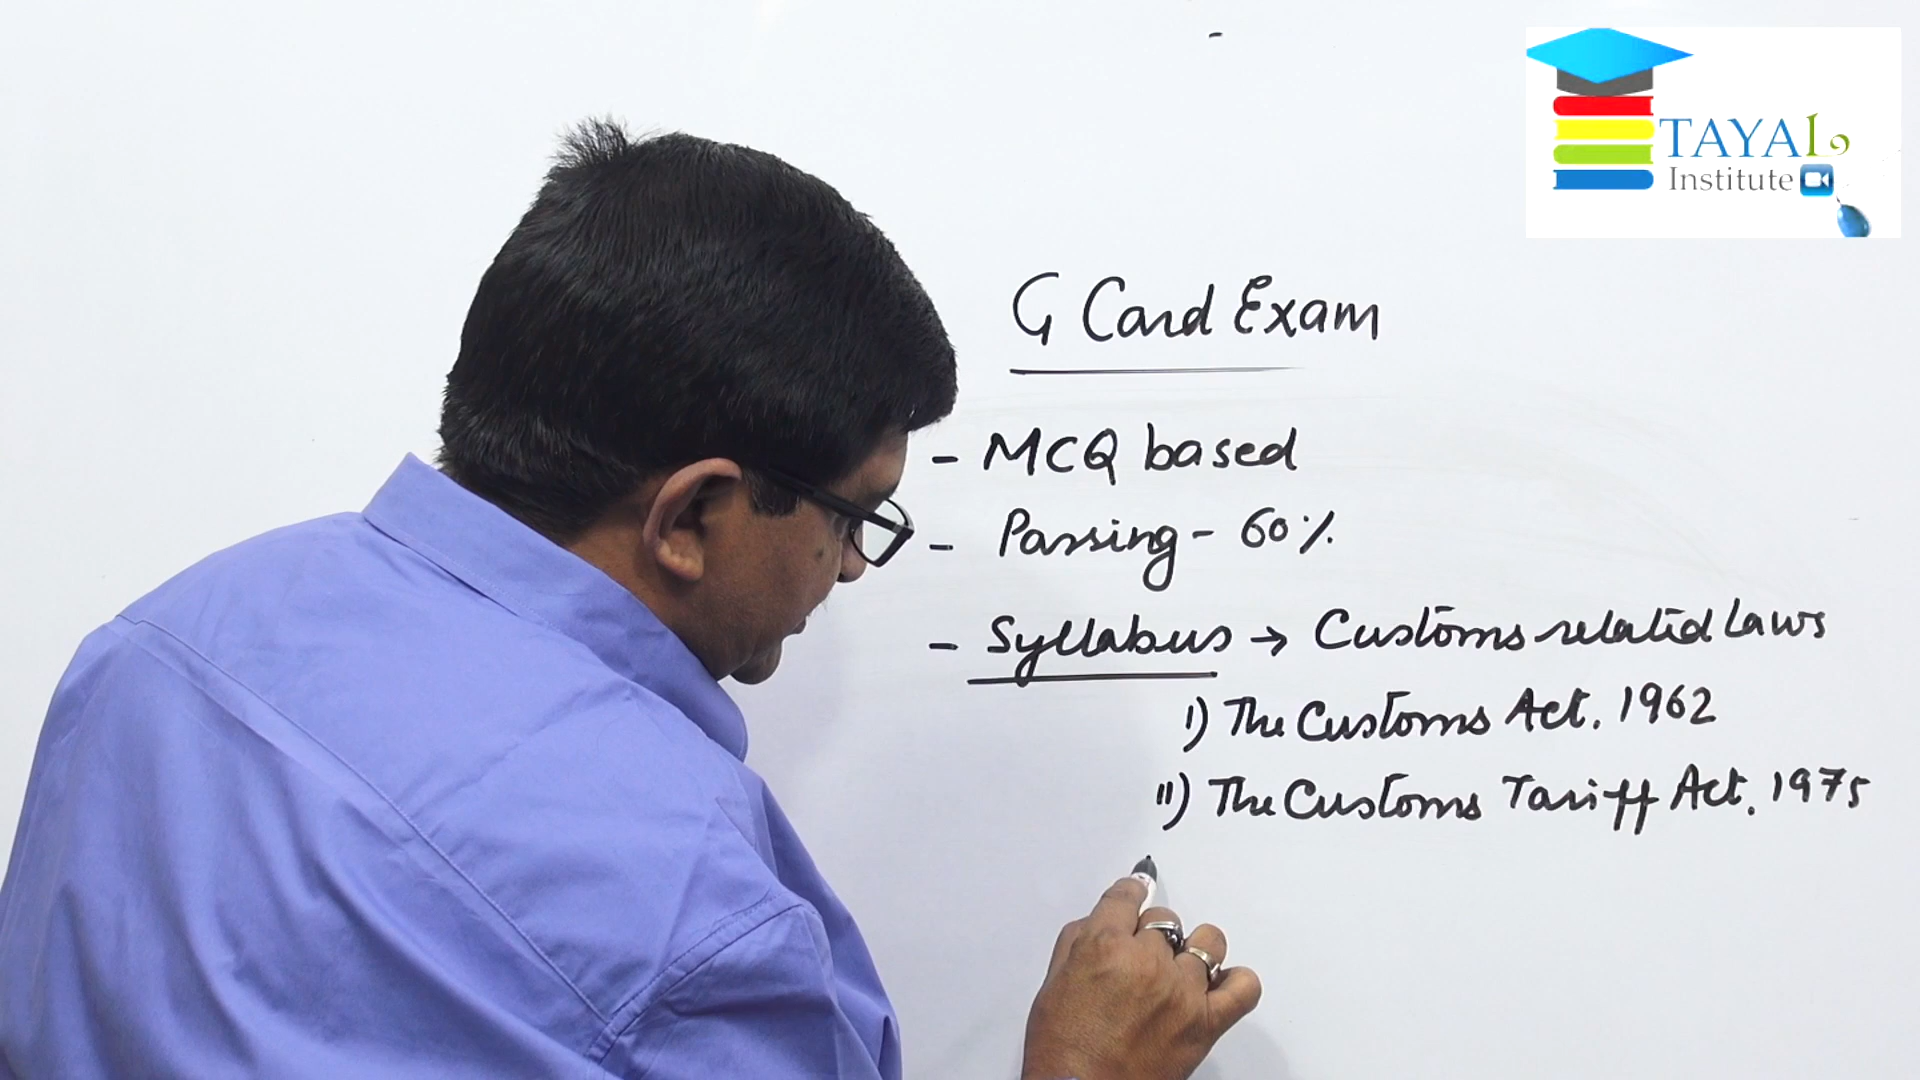 TAYAL
Institute
G Card Exam
- MCQ based
- Passing - 60%
- Syllabus → Customs related laws
i) The Customs Act. 1962
ii) The Customs Tariff Act. 1975